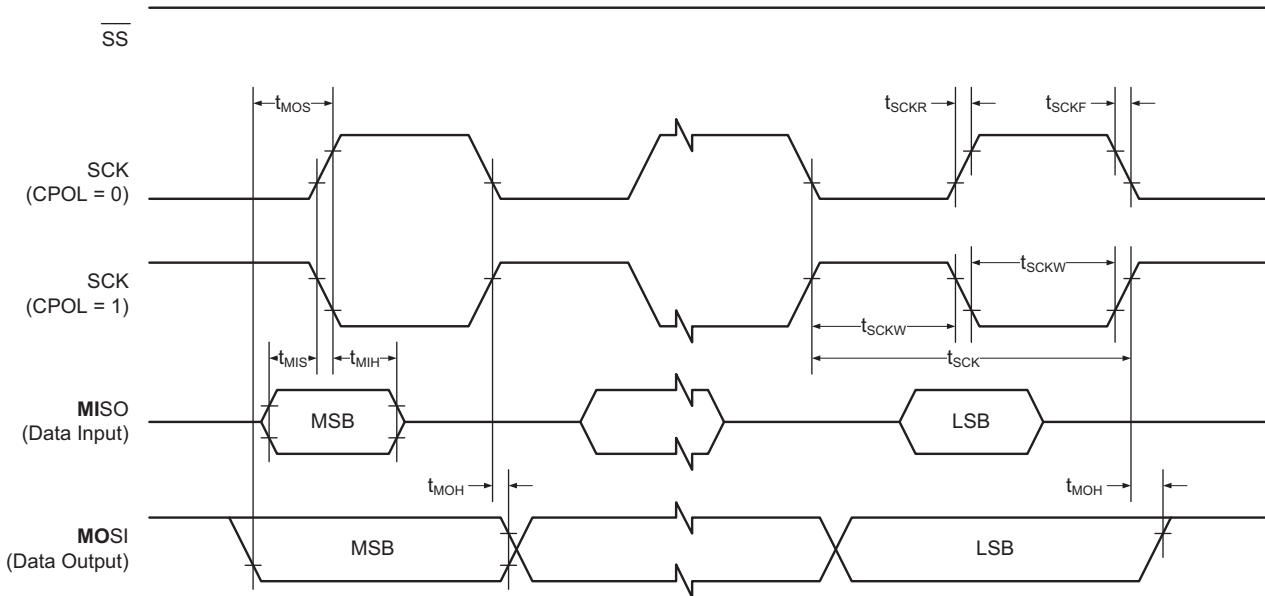 SS
tMOS
tSCKR
tSCKF
SCK
(CPOL = 0)
SCK
(CPOL = 1)
tSCKW
tSCKW
tMIS
tMIH
tSCK
MISO
(Data Input)
MSB
LSB
tMOH
tMOH
MOSI
(Data Output)
MSB
LSB